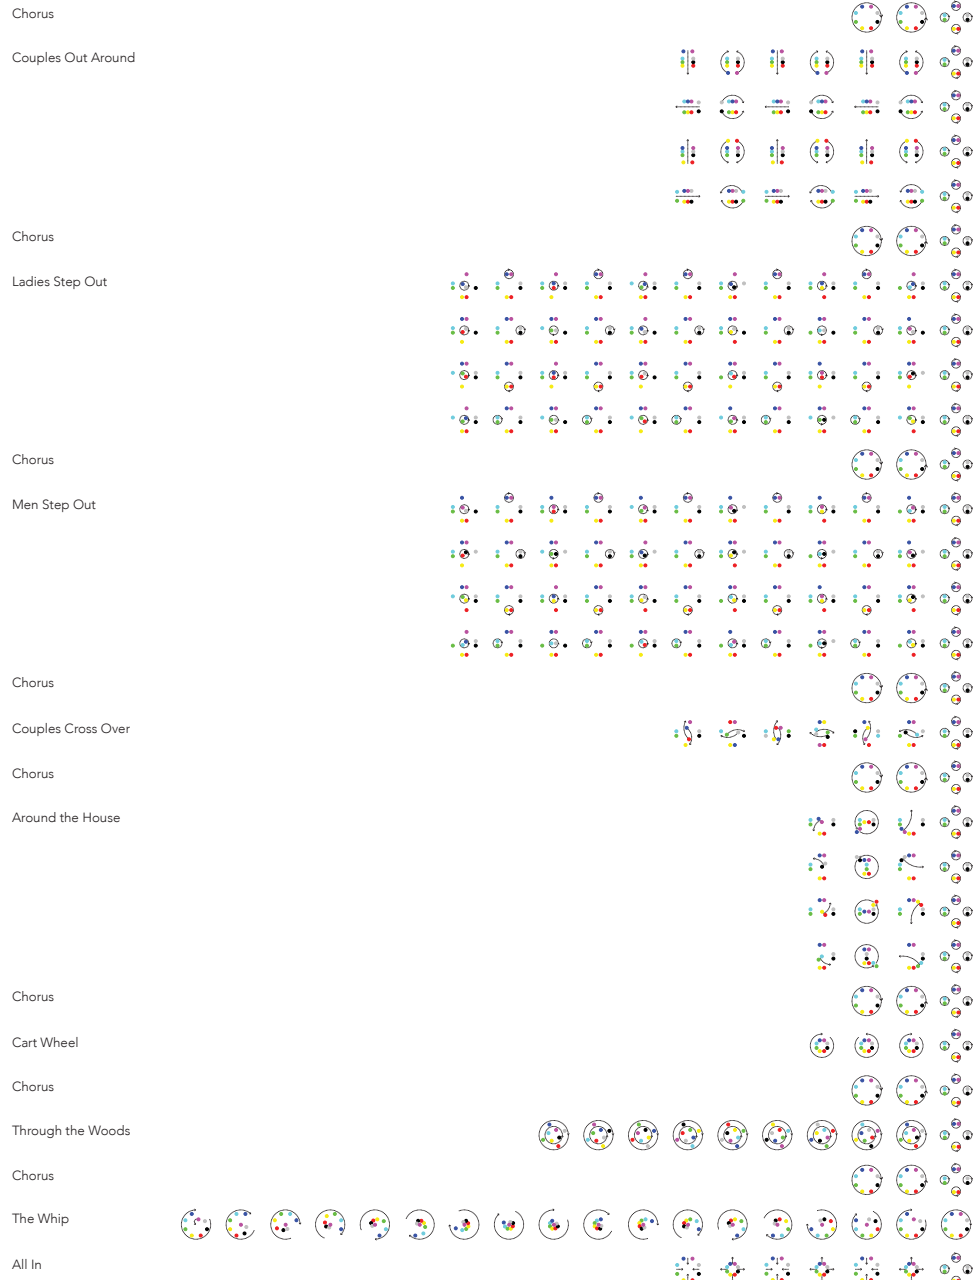 Chorus
Couples Out Around
Chorus
Ladies Step Out
Chorus
Men Step Out
Chorus
Couples Cross Over
Chorus
Around the House
Chorus
Cart Wheel
Chorus
Through the Woods
Chorus
The Whip
All In